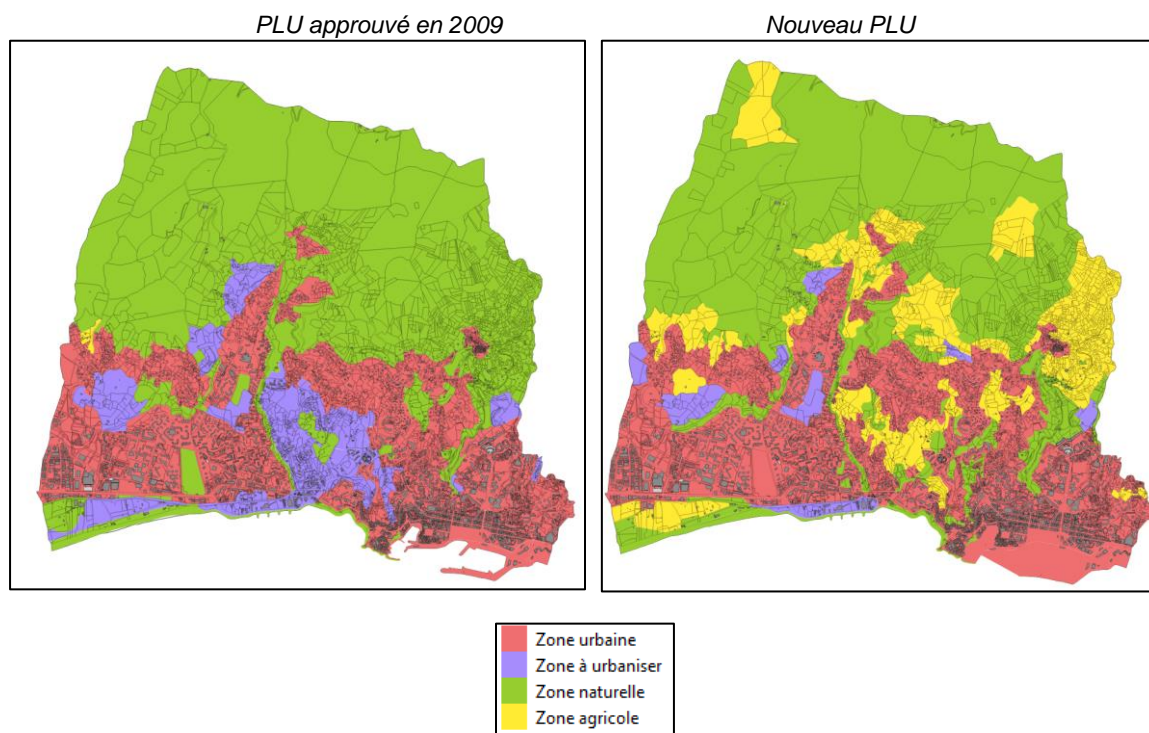 PLU approuvé en 2009
Nouveau PLU
Zone urbaine
Zone à urbaniser
Zone naturelle
Zone agricole